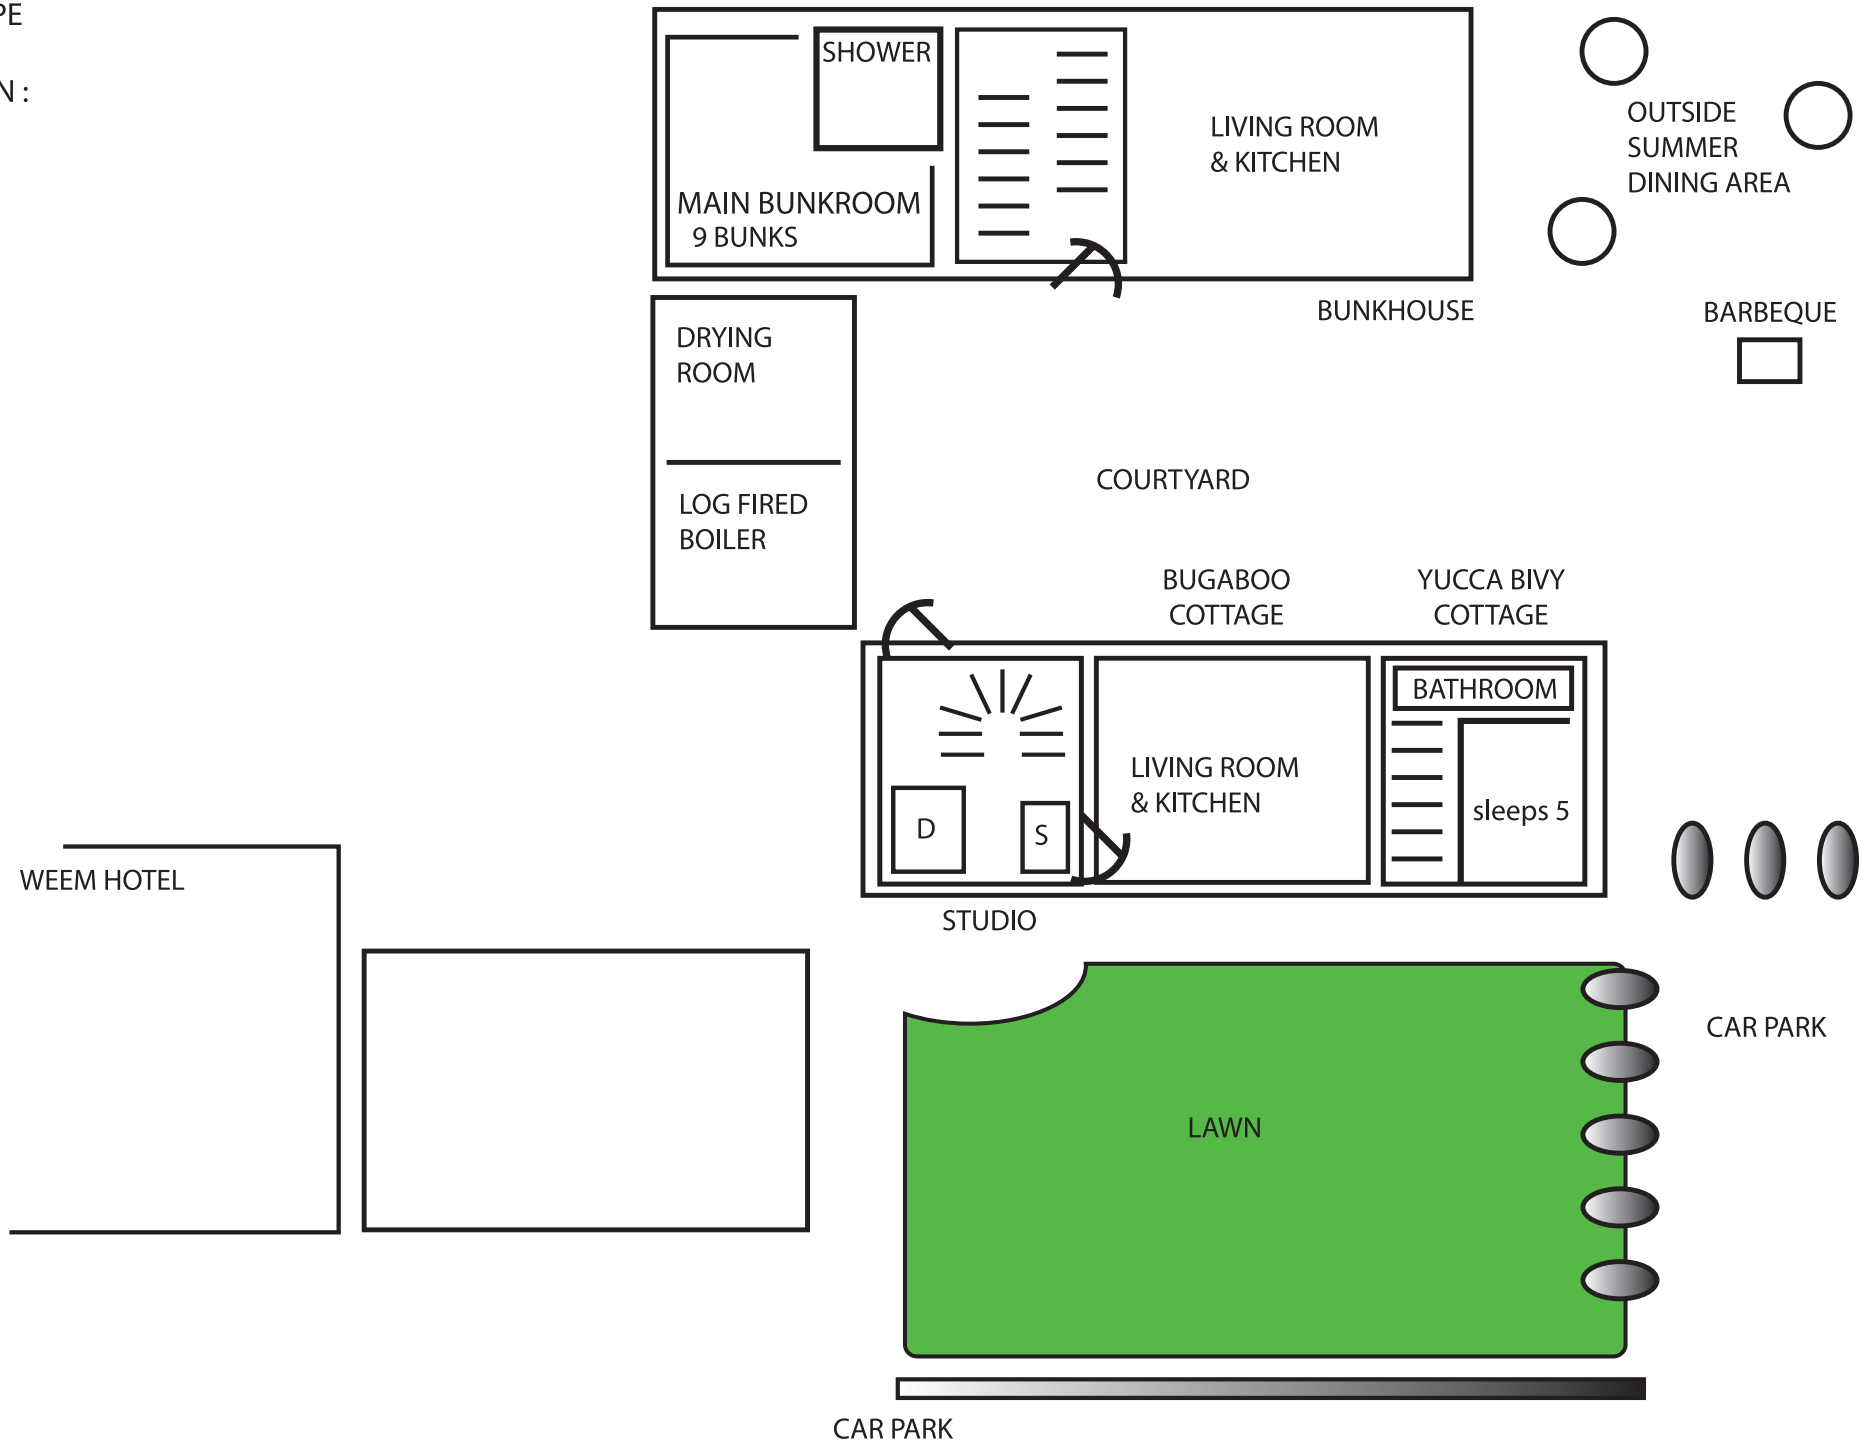 PE
N :
SHOWER
MAIN BUNKROOM
9 BUNKS
LIVING ROOM
& KITCHEN
OUTSIDE
SUMMER
DINING AREA
BUNKHOUSE
BARBEQUE
DRYING
ROOM
LOG FIRED
BOILER
COURTYARD
BUGABOO
COTTAGE
YUCCA BIVY
COTTAGE
BATHROOM
LIVING ROOM
& KITCHEN
sleeps 5
D
S
STUDIO
WEEM HOTEL
CAR PARK
LAWN
CAR PARK